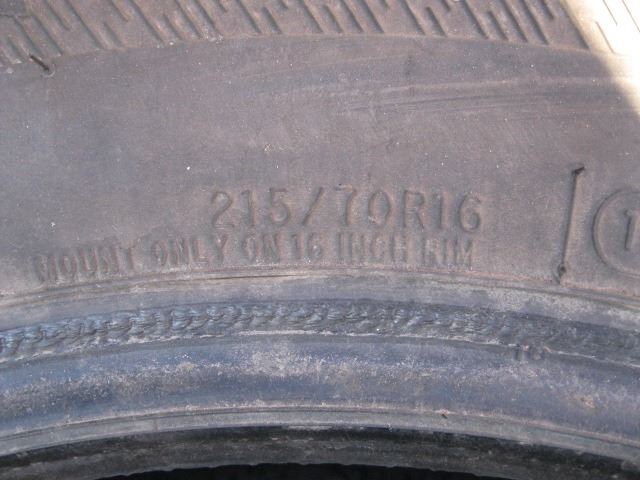 215/70R16
MOUNT ONLY ON 16 INCH RIM